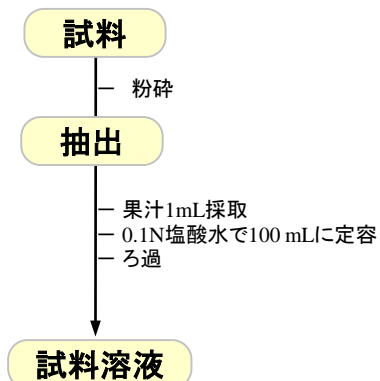 試料
－ 粉砕
抽出
－ 果汁1mL採取
－ 0.1N塩酸水で100 mLに定容
－ ろ過
試料溶液